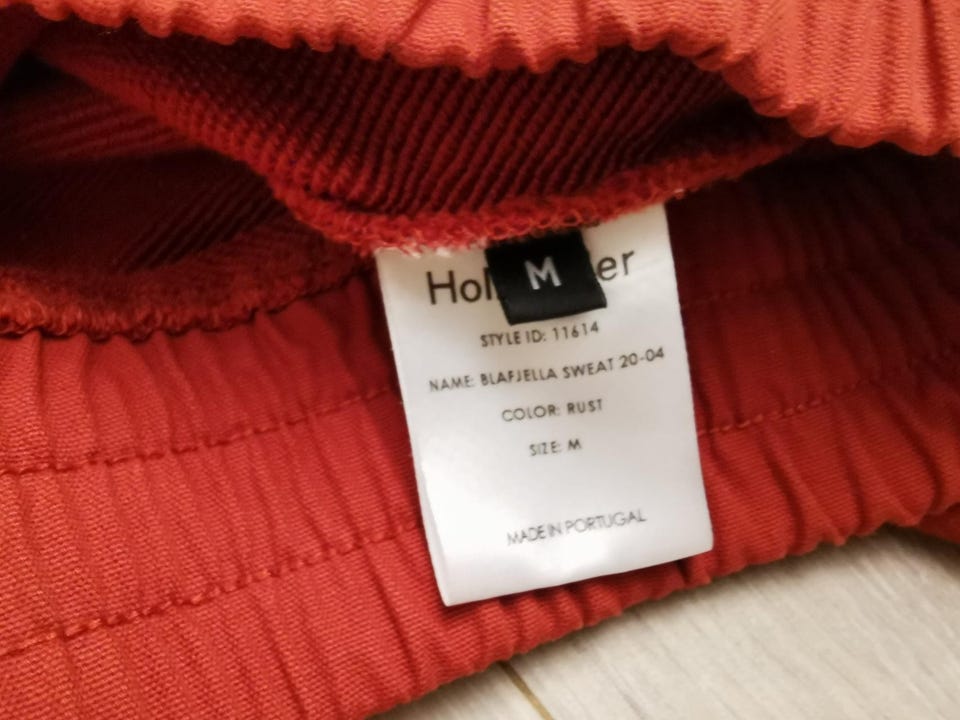 M
STYLE ID: 11614
NAME: BLAFJELLA SWEAT 20-04
COLOR: RUST
SIZE: M
MADE IN PORTUGAL